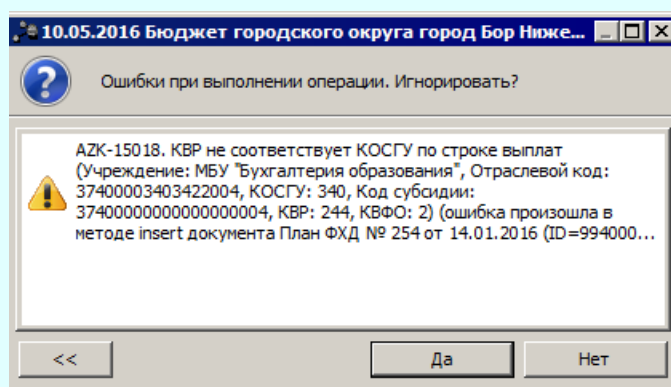 10.05.2016 Бюджет городского округа город Бор Ниже...
Ошибки при выполнении операции. Игнорировать?
AZK-15018. КВР не соответствует КОСГУ по строке выплат
(Учреждение: МБУ "Бухгалтерия образования", Отраслевой код:
37400003403422004, КОСГУ: 340, Код субсидии:
37400000000000000004, КВР: 244, КВФО: 2) (ошибка произошла в
методе insert документа План ФХД № 254 от 14.01.2016 (ID=994000...
<<
Да
Нет